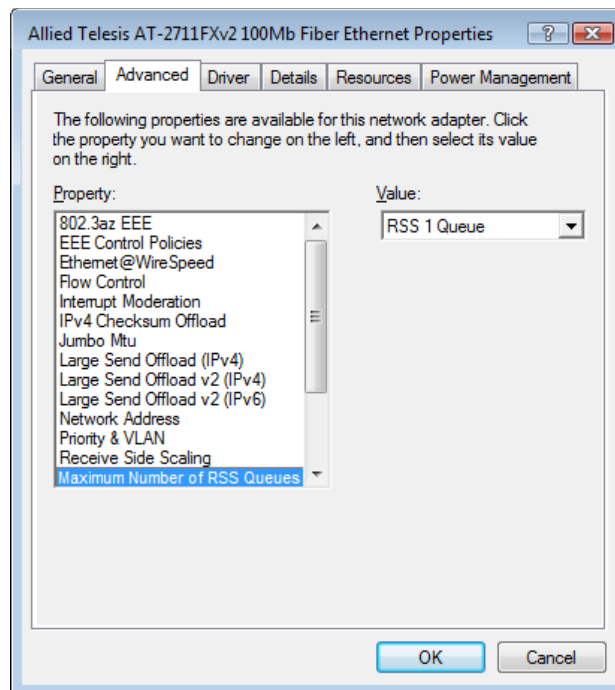 Allied Telesis AT-2711FXv2 100Mb Fiber Ethernet Properties
General Advanced Driver Details Resources Power Management
The following properties are available for this network adapter. Click
the property you want to change on the left, and then select its value
on the right.
Property:
Value:
802.3az EEE
EEE Control Policies
Ethernet@WireSpeed
Flow Control
Interrupt Moderation
IPv4 Checksum Offload
Jumbo Mtu
Large Send Offload (IPv4)
Large Send Offload v2 (IPv4)
Large Send Offload v2 (IPv6)
Network Address
Priority & VLAN
Receive Side Scaling
Maximum Number of RSS Queues
RSS 1 Queue
OK
Cancel